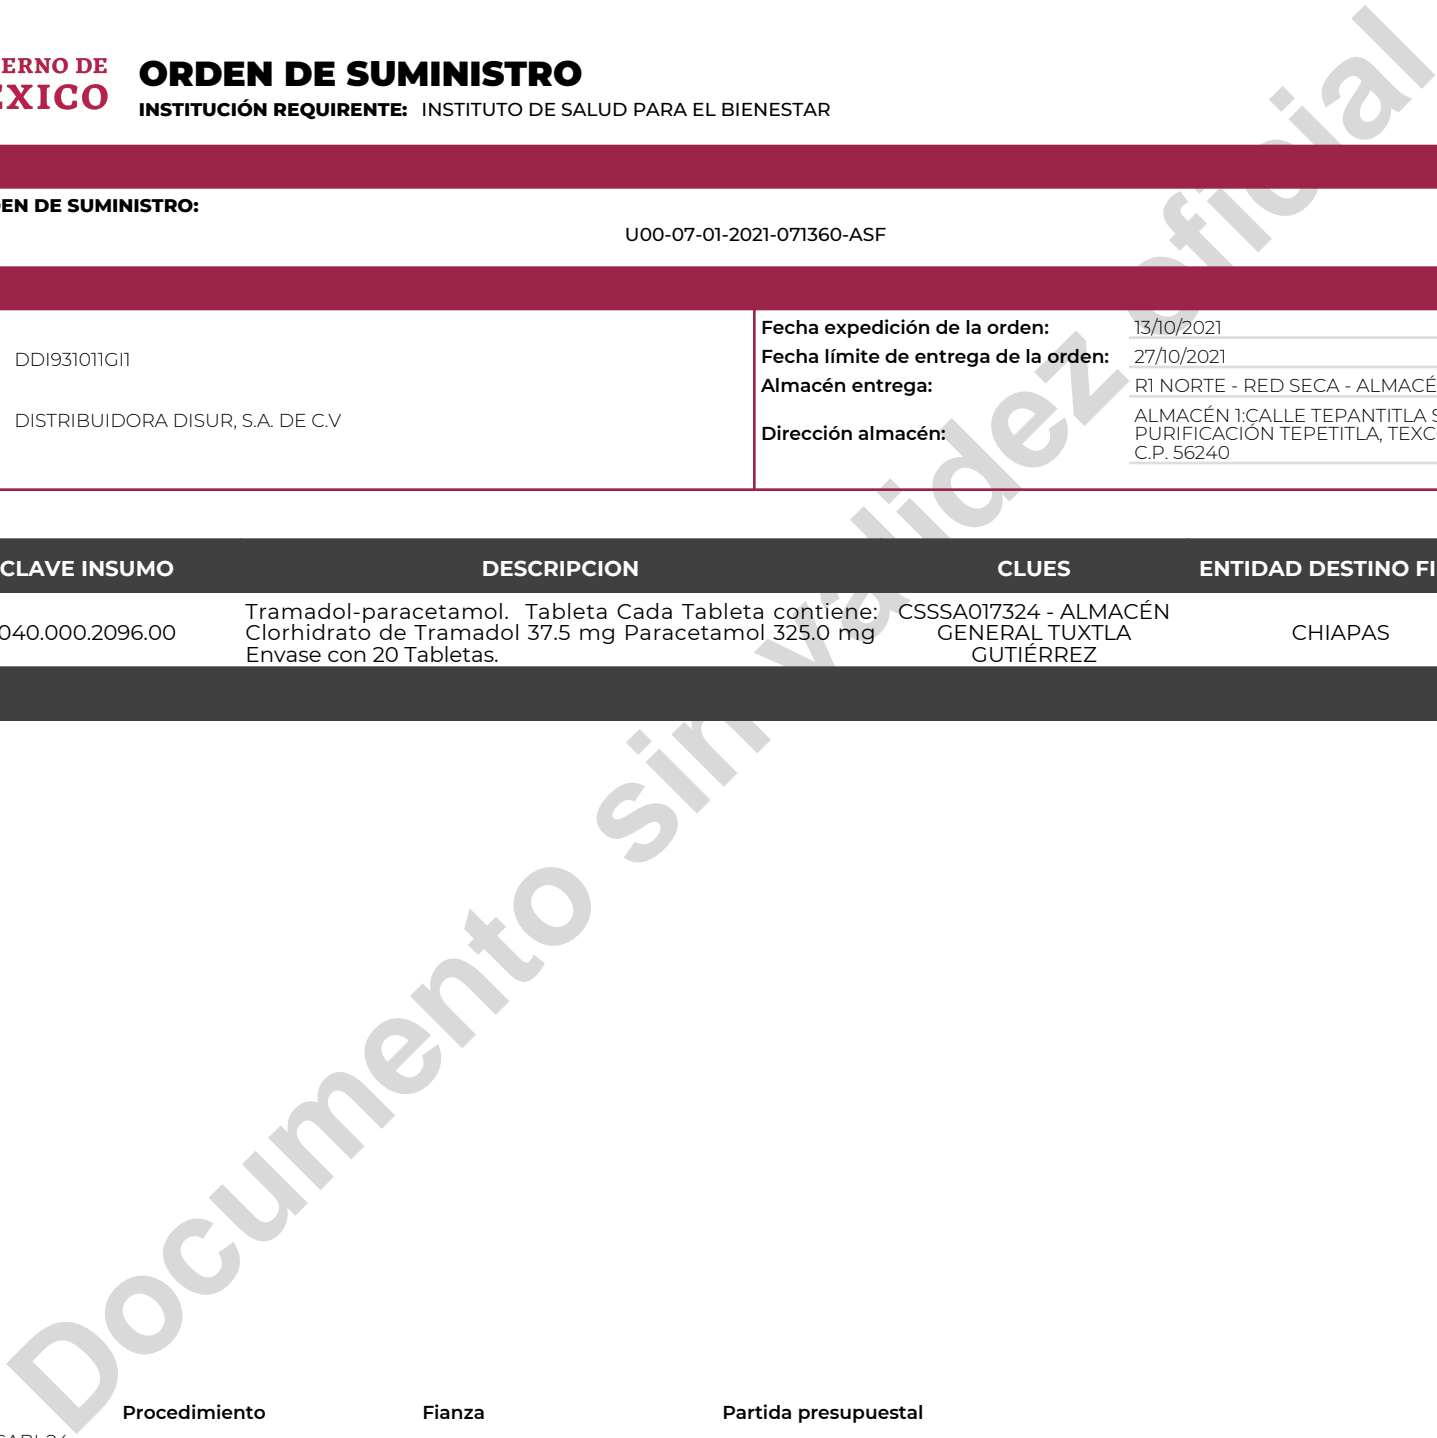 ERNO DE
ÉXICO
ORDEN DE SUMINISTRO
INSTITUCIÓN REQUIRENTE: INSTITUTO DE SALUD PARA EL BIENESTAR
EN DE SUMINISTRO:
U00-07-01-2021-071360-ASF
DDI931011GI1
DISTRIBUIDORA DISUR, S.A. DE C.V
Fecha expedición de la orden: 13/10/2021
Fecha límite de entrega de la orden: 27/10/2021
Almacén entrega: R1 NORTE - RED SECA - ALMACÉ
Dirección almacén: ALMACÉN 1:CALLE TEPANTITLA S
PURIFICACIÓN TEPETITLA, TEXC
C.P. 56240
CLAVE INSUMO DESCRIPCION CLUES ENTIDAD DESTINO FI
040.000.2096.00
Tramadol-paracetamol. Tableta Cada Tableta contiene:
Clorhidrato de Tramadol 37.5 mg Paracetamol 325.0 mg
Envase con 20 Tabletas.
CSSSA017324 - ALMACÉN
GENERAL TUXTLA
GUTIÉRREZ
CHIAPAS
Documento sin validez oficial
Procedimiento Fianza Partida presupuestal